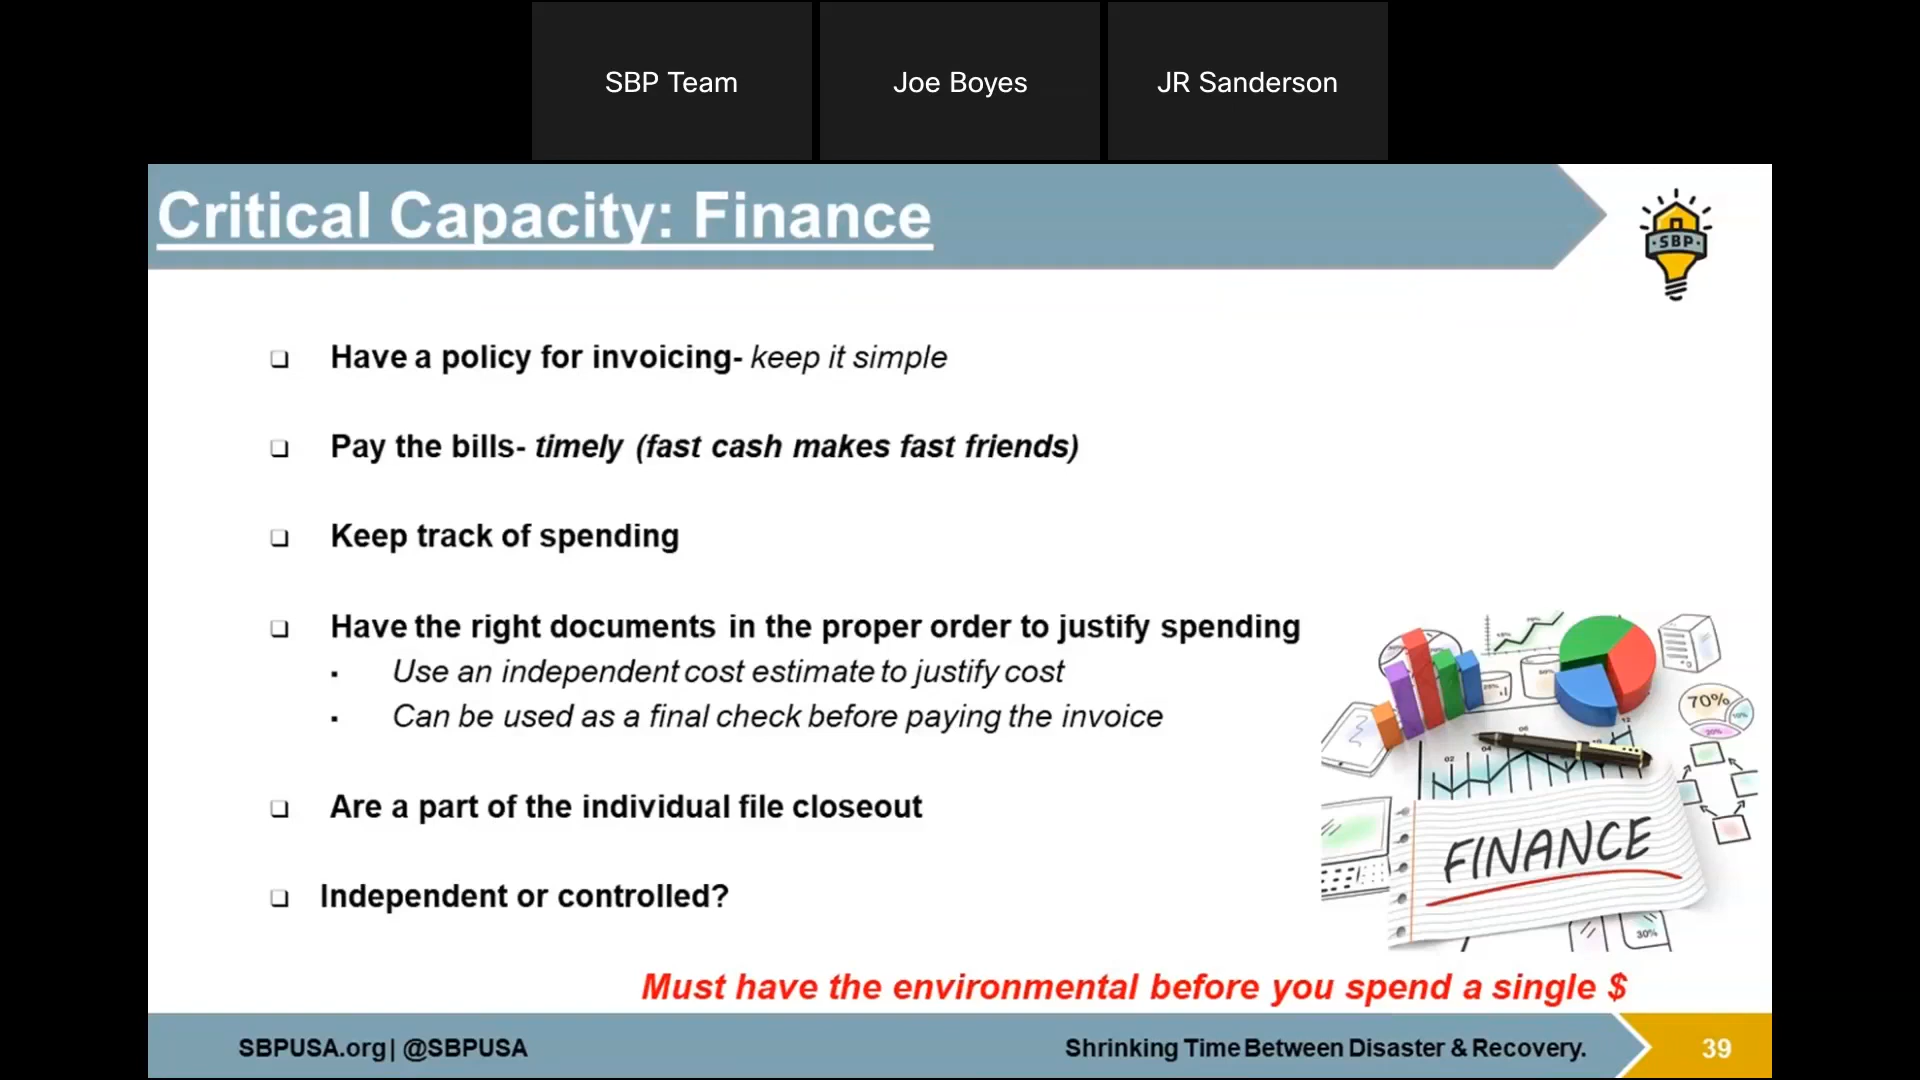 SBP Team
Joe Boyes
JR Sanderson
Critical Capacity: Finance
SBP
Have a policy for invoicing- keep it simple
Pay the bills- timely (fast cash makes fast friends)
Keep track of spending
Have the right documents in the proper order to justify spending
Use an independent cost estimate to justify cost
Can be used as a final check before paying the invoice
Are a part of the individual file closeout
Independent or controlled?
70%
FINANCE
30%
Must have the environmental before you spend a single $
SBPUSA.org| @SBPUSA
Shrinking Time Between Disaster & Recovery.
39